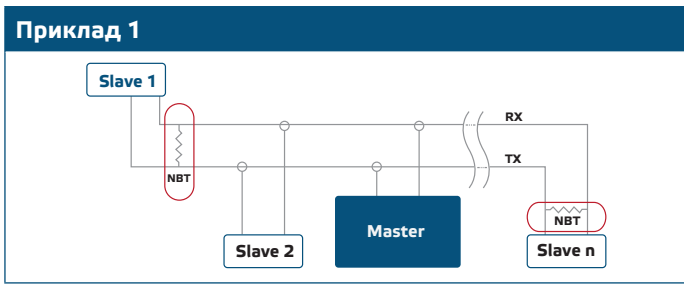 Приклад 1
Slave 1
RX
TX
NBT
NBT
Slave 2
Master
Slave n